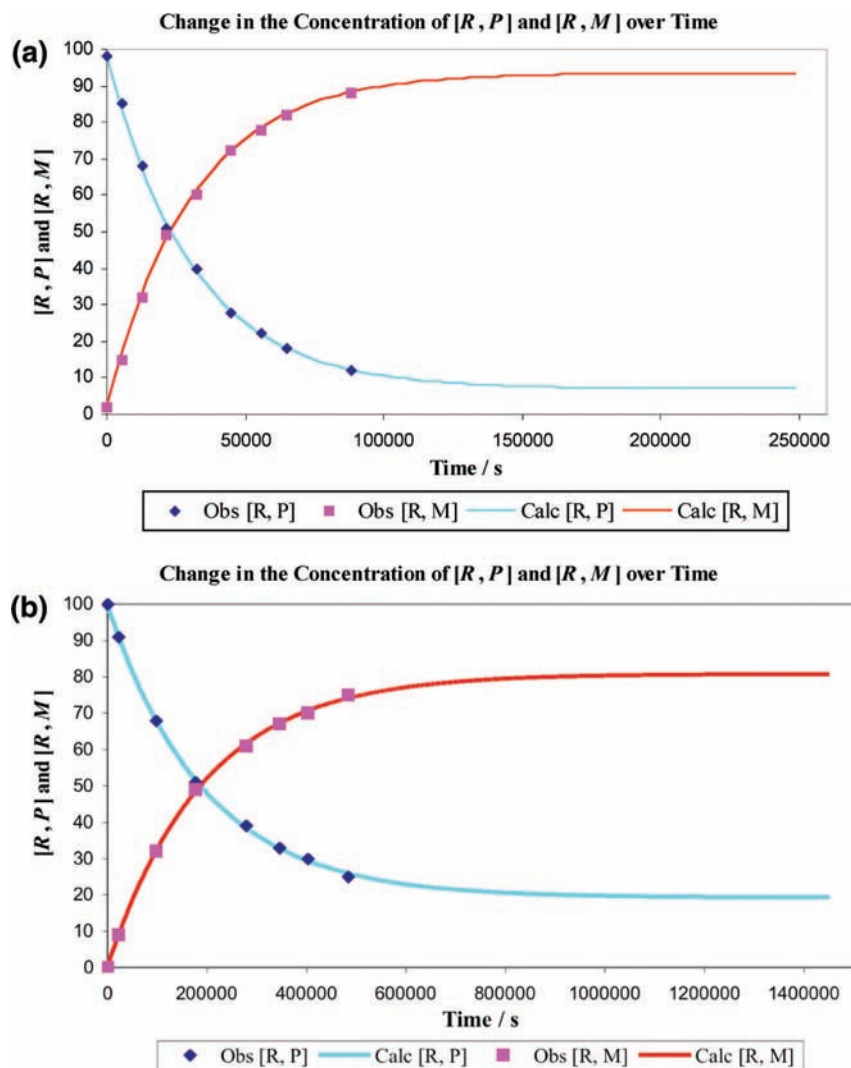 Change in the Concentration of [R, P] and [R, M] over Time
(a)
100
90
80
70
60
50
40
30
20
10
0
[R, P] and [R, M]
0 50000 100000 150000 200000 250000
Time / s
Obs [R, P] Obs [R, M] Calc [R, P] Calc [R, M]
Change in the Concentration of [R, P] and [R, M] over Time
(b)
100
90
80
70
60
50
40
30
20
10
0
[R, P] and [R, M]
0 200000 400000 600000 800000 1000000 1200000 1400000
Time / s
Obs [R, P] Calc [R, P] Obs [R, M] Calc [R, M]